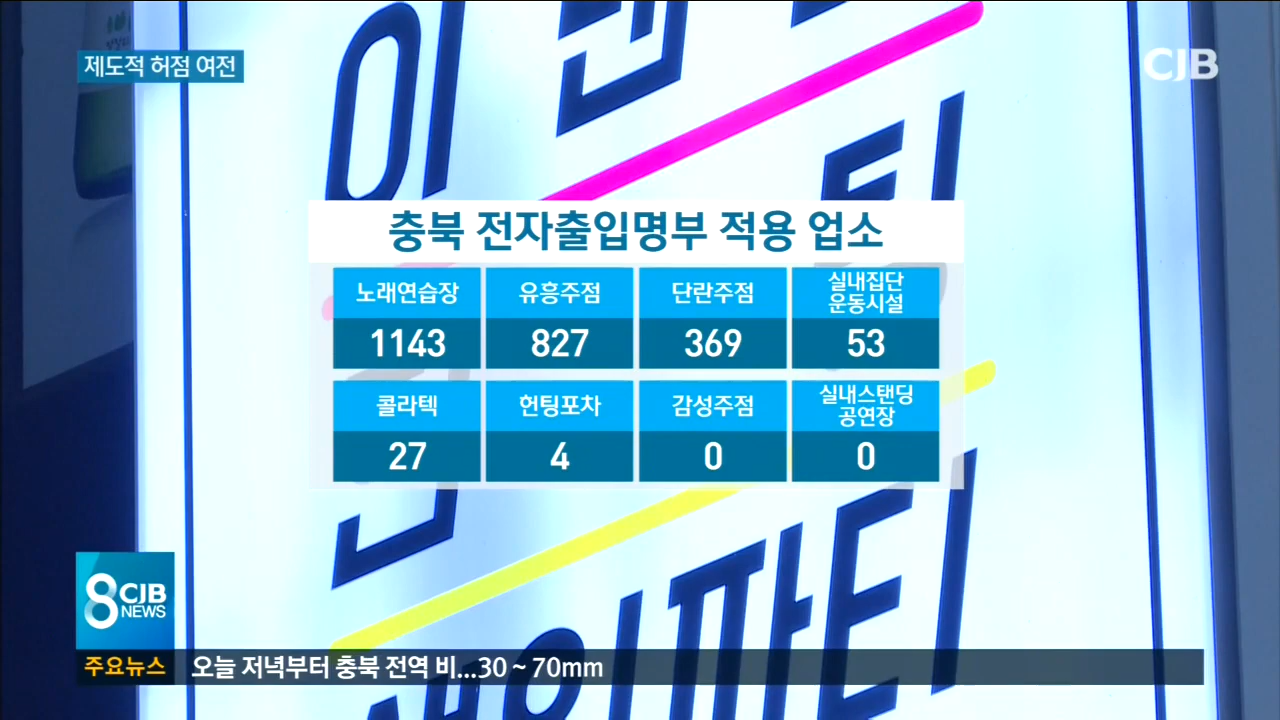 제도적 허점 여전
CJB
충북 전자출입명부 적용 업소
노래연습장
유흥주점
단란주점
실내집단
운동시설
1143
827
369
53
콜라텍
헌팅포차
감성주점
실내스탠딩
공연장
27
4
0
0
8 CJB
NEWS
주요뉴스 오늘 저녁부터 충북 전역 비...30 ~ 70mm